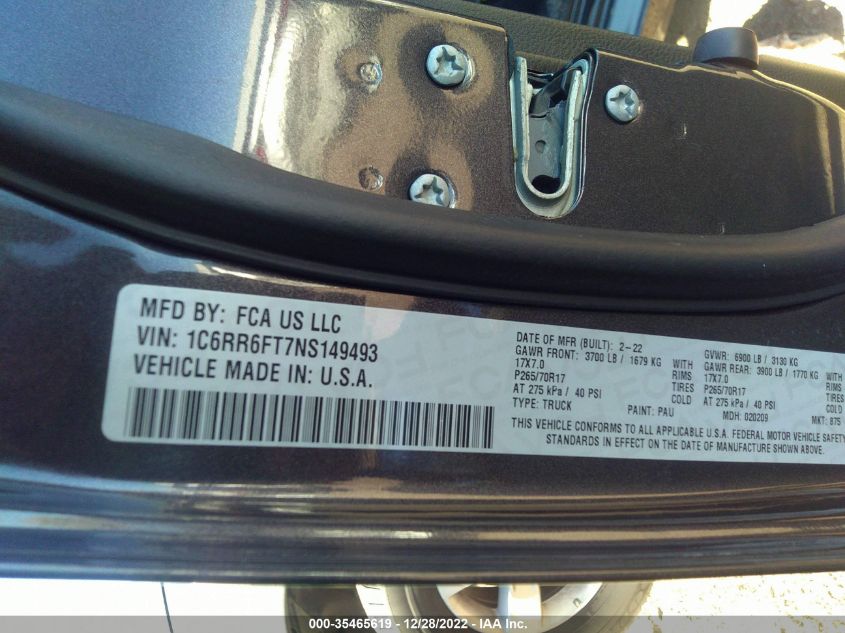 MFD BY: FCA US LLC
VIN: 1C6RR6FT7NS149493
VEHICLE MADE IN: U.S.A.
DATE OF MFR (BUILT): 2-22
GAWR FRONT: 3700 LB / 1679 KG WITH
17X7.0 RIMS
P265/70R17 TIRES
AT 275 kPa / 40 PSI COLD
TYPE: TRUCK PAINT: PAU
GVWR: 6900 LB / 3130 KG
GAWR REAR: 3900 LB / 1770 KG WITH
17X7.0 RIMS
P265/70R17 TIRES
AT 275 kPa / 40 PSI COLD
MDH: 020209 MKT: B75
THIS VEHICLE CONFORMS TO ALL APPLICABLE U.S.A. FEDERAL MOTOR VEHICLE SAFETY
STANDARDS IN EFFECT ON THE DATE OF MANUFACTURE SHOWN ABOVE.
000-35465619 - 12/28/2022 - IAAI.COM